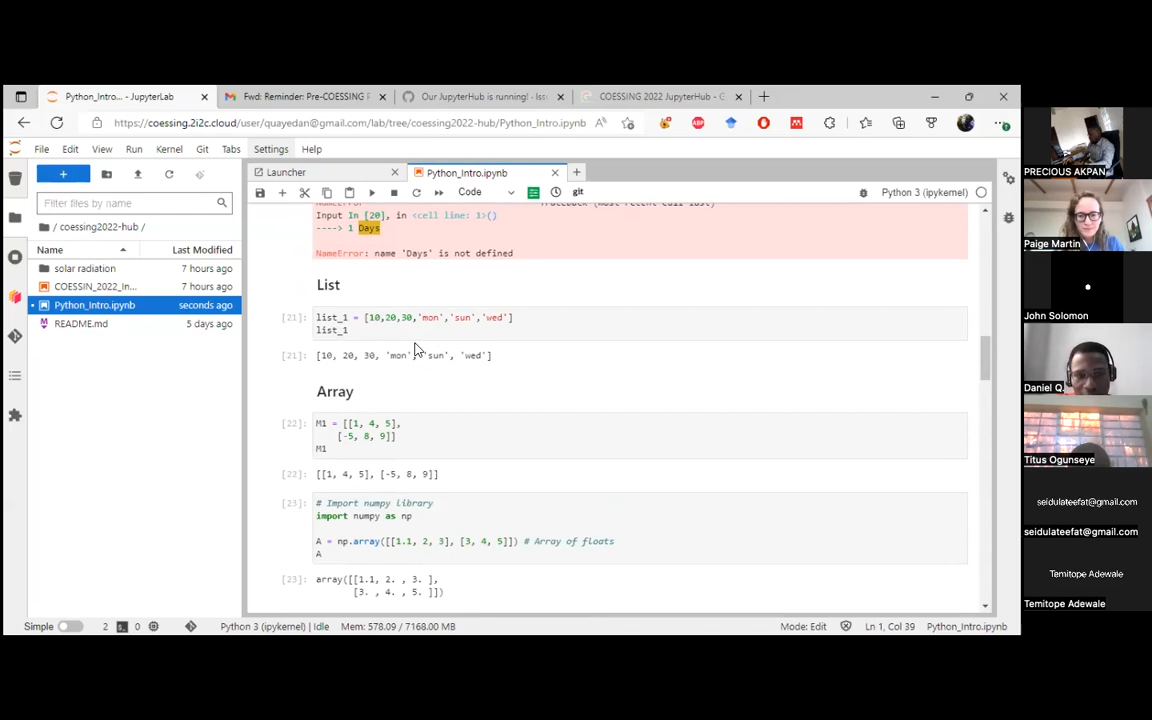 Python_Intro... - JupyterLab
Fwd: Reminder: Pre-COESSING P
Our JupyterHub is running! - Iss
COESSING 2022 JupyterHub - G
https://coessing.2i2c.cloud/user/quayedan@gmail.com/lab/tree/coessing2022-hub/Python_Intro.ipynb
File Edit View Run Kernel Git Tabs Settings Help
Launcher
Python_Intro.ipynb
Code
git
Python 3 (ipykernel)
Filter files by name
/ coessing2022-hub /
Name
Last Modified
solar radiation
7 hours ago
COESSIN_2022_In...
7 hours ago
Python_Intro.ipynb
seconds ago
README.md
5 days ago
NameError Traceback (most recent call last)
Input In [20], in <cell line: 1>()
----> 1 Days
NameError: name 'Days' is not defined
List
[21]: list_1 = [10,20,30,'mon','sun','wed']
list_1
[21]: [10, 20, 30, 'mon', 'sun', 'wed']
Array
[22]: M1 = [[1, 4, 5],
[-5, 8, 9]]
M1
[22]: [[1, 4, 5], [-5, 8, 9]]
[23]: # Import numpy library
import numpy as np
A = np.array([[1.1, 2, 3], [3, 4, 5]]) # Array of floats
A
[23]: array([[1.1, 2. , 3. ],
[3. , 4. , 5. ]])
Simple 2 0 Python 3 (ipykernel) | Idle Mem: 578.09 / 7168.00 MB
Mode: Edit Ln 1, Col 39 Python_Intro.ipynb
PRECIOUS AKPAN
Paige Martin
John Solomon
Daniel Q.
Titus Ogunseye
seidulateefat@gmail.com
seidulateefat@gmail.com
Temitope Adewale
Temitope Adewale